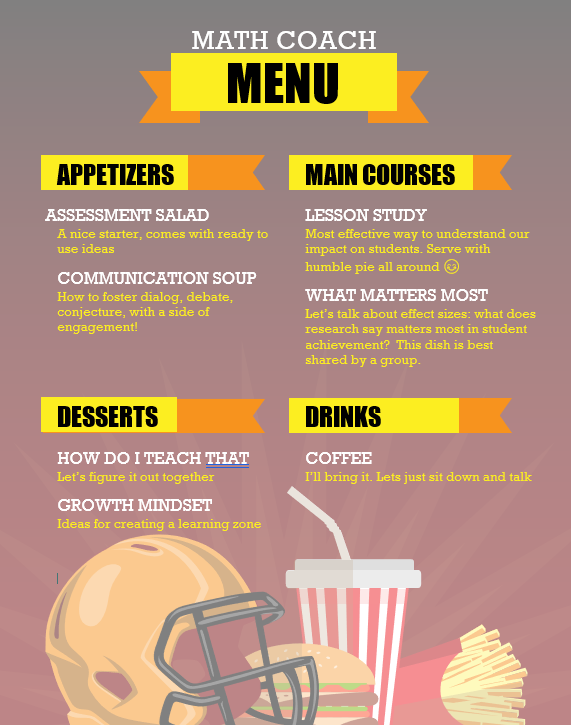 MATH COACH
MENU
APPETIZERS
ASSESSMENT SALAD
A nice starter, comes with ready to
use ideas
COMMUNICATION SOUP
How to foster dialog, debate,
conjecture, with a side of
engagement!
MAIN COURSES
LESSON STUDY
Most effective way to understand our
impact on students. Serve with
humble pie all around 😊
WHAT MATTERS MOST
Let's talk about effect sizes: what does
research say matters most in student
achievement? This dish is best
shared by a group.
DESSERTS
HOW DO I TEACH THAT
Let's figure it out together
GROWTH MINDSET
Ideas for creating a learning zone
DRINKS
COFFEE
I'll bring it. Lets just sit down and talk